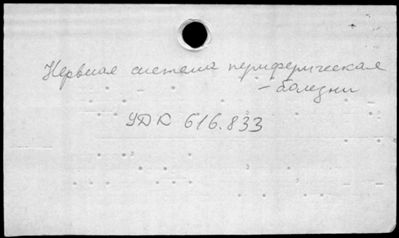 Нервная система периферическая
- болезни
УДК 616.833